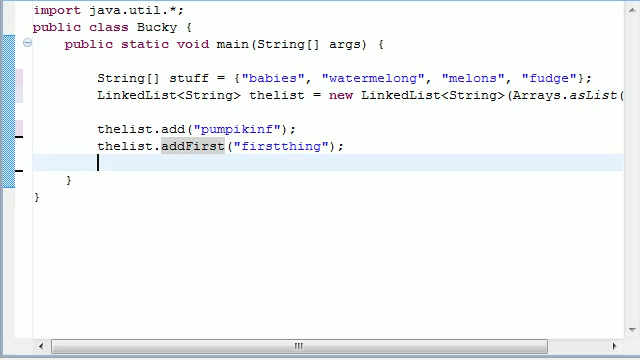 import java.util.*;
public class Bucky {
public static void main(String[] args) {
String[] stuff = {"babies", "watermelong", "melons", "fudge"};
LinkedList<String> thelist = new LinkedList<String>(Arrays.asList(
thelist.add("pumpikinf");
thelist.addFirst("firstthing");
}
}